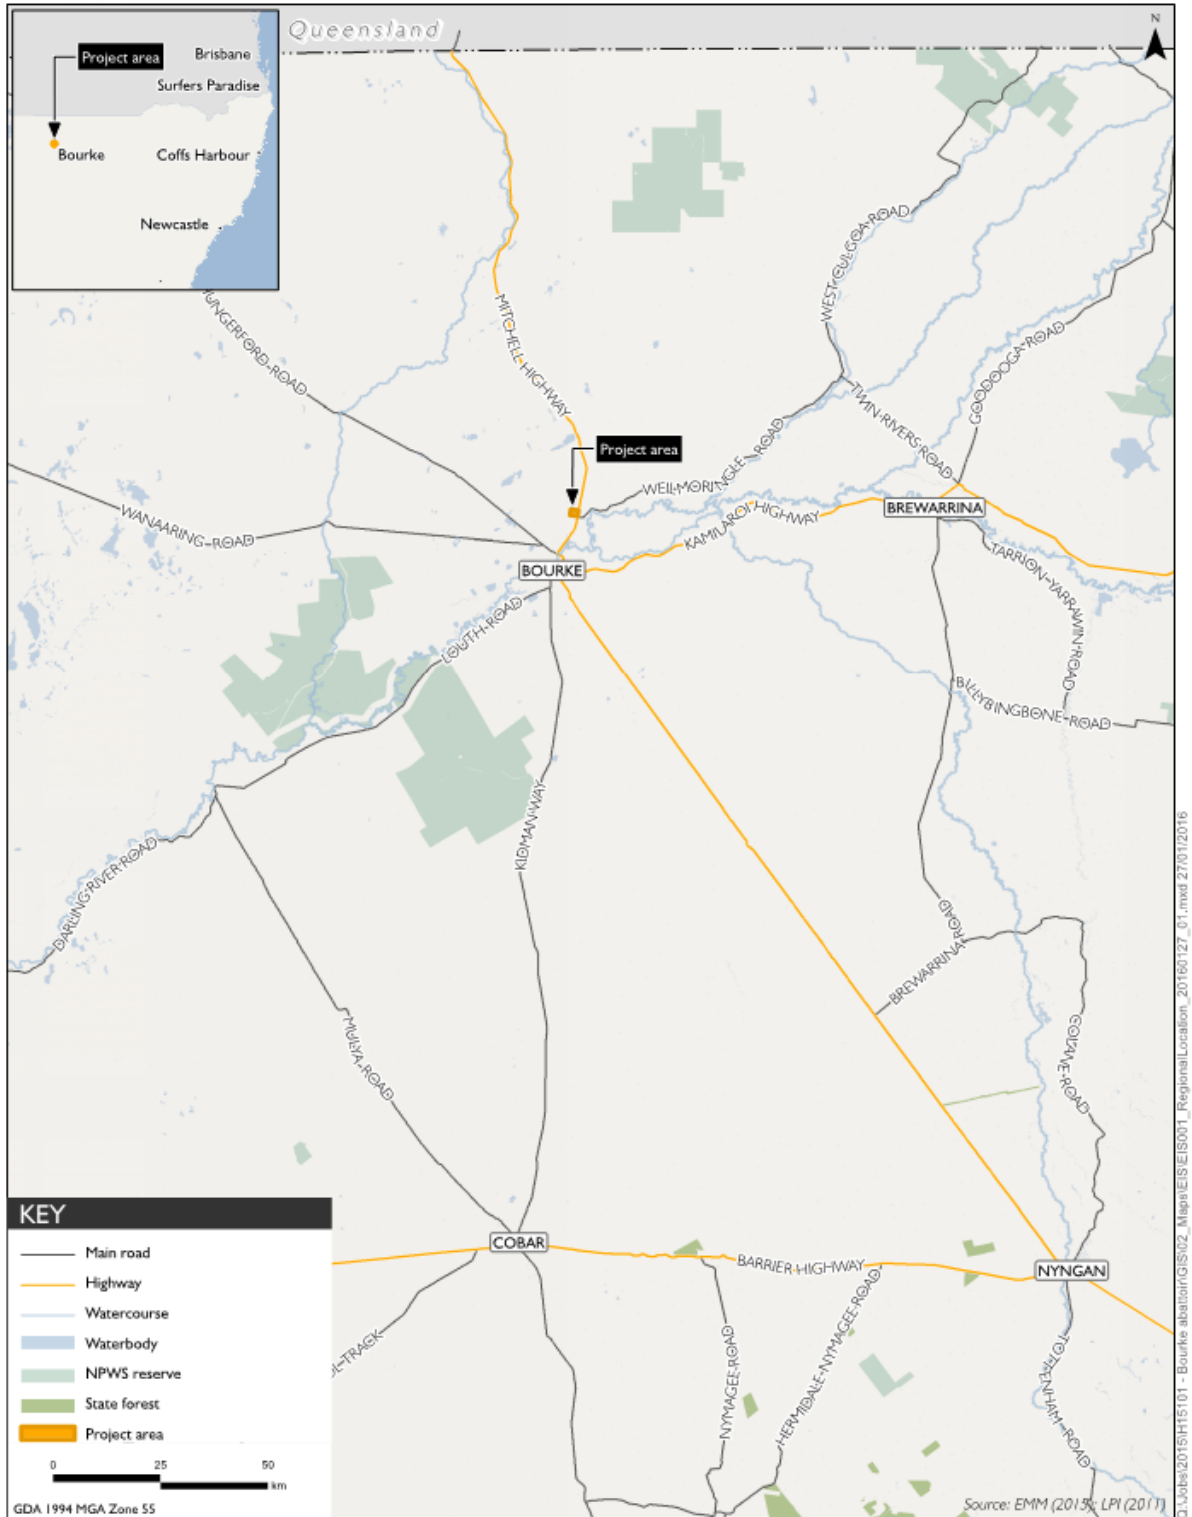 Queensland
N
Project area
Brisbane
Surfers Paradise
Bourke
Coffs Harbour
Newcastle
WEST CULGOA ROAD
MITCHELL HIGHWAY
GOODOOGA ROAD
TWIN RIVERS ROAD
Project area
WEILMORINGLE ROAD
WANAARING ROAD
KAMILAROI HIGHWAY
BREWARRINA
BOURKE
TARRION YARRAWIN ROAD
LOUTH ROAD
BILLYBINGBONE ROAD
KIDMAN WAY
DARLING RIVER ROAD
BREWARRINA ROAD
MULYA ROAD
COLANE ROAD
KEY
Main road
Highway
Watercourse
Waterbody
NPWS reserve
State forest
Project area
0 25 50
km
GDA 1994 MGA Zone 55
COBAR
BARRIER HIGHWAY
NYNGAN
L TRACK
NYMAGEE ROAD
HERMIDALE NYMAGEE ROAD
TOTTENHAM ROAD
Source: EMM (2015); LPI (2011)